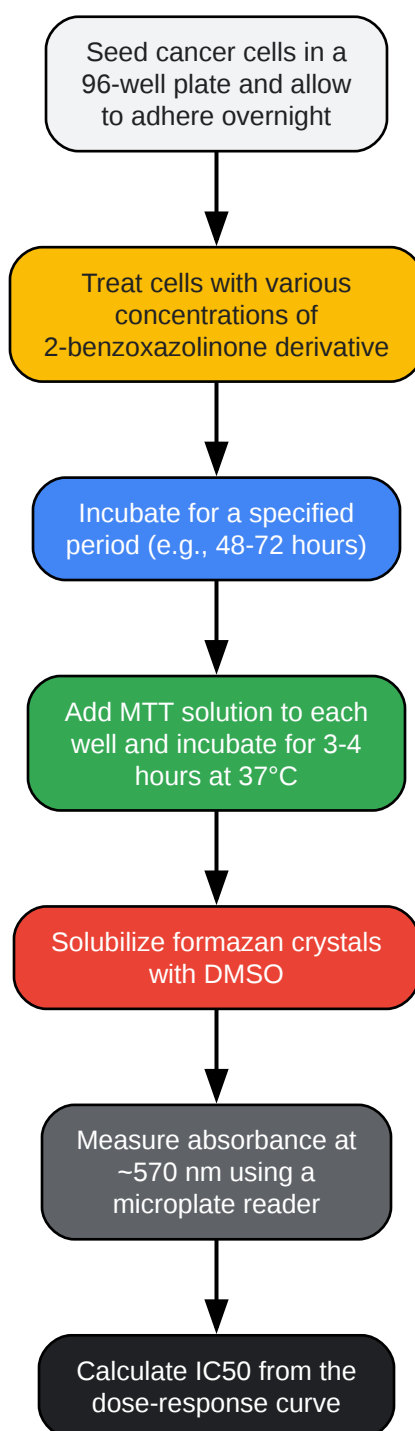 Seed cancer cells in a
96-well plate and allow
to adhere overnight
Treat cells with various
concentrations of
2-benzoxazolinone derivative
Incubate for a specified
period (e.g., 48-72 hours)
Add MTT solution to each
well and incubate for 3-4
hours at 37°C
Solubilize formazan crystals
with DMSO
Measure absorbance at
~570 nm using a
microplate reader
Calculate IC50 from the
dose-response curve